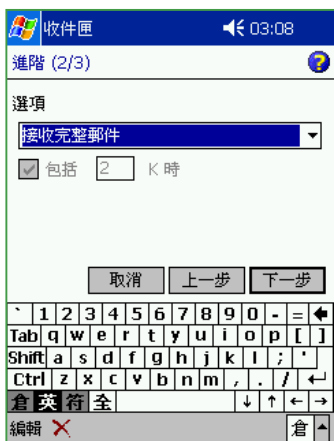 收件匣 03:08
進階 (2/3)
選項
接收完整郵件
包括 2 K 時
取消 上一步 下一步
` 1 2 3 4 5 6 7 8 9 0 - =
Tab q w e r t y u i o p [ ]
Shift a s d f g h j k l ; '
Ctrl z x c v b n m , . /
倉 英 符 全
編輯 倉